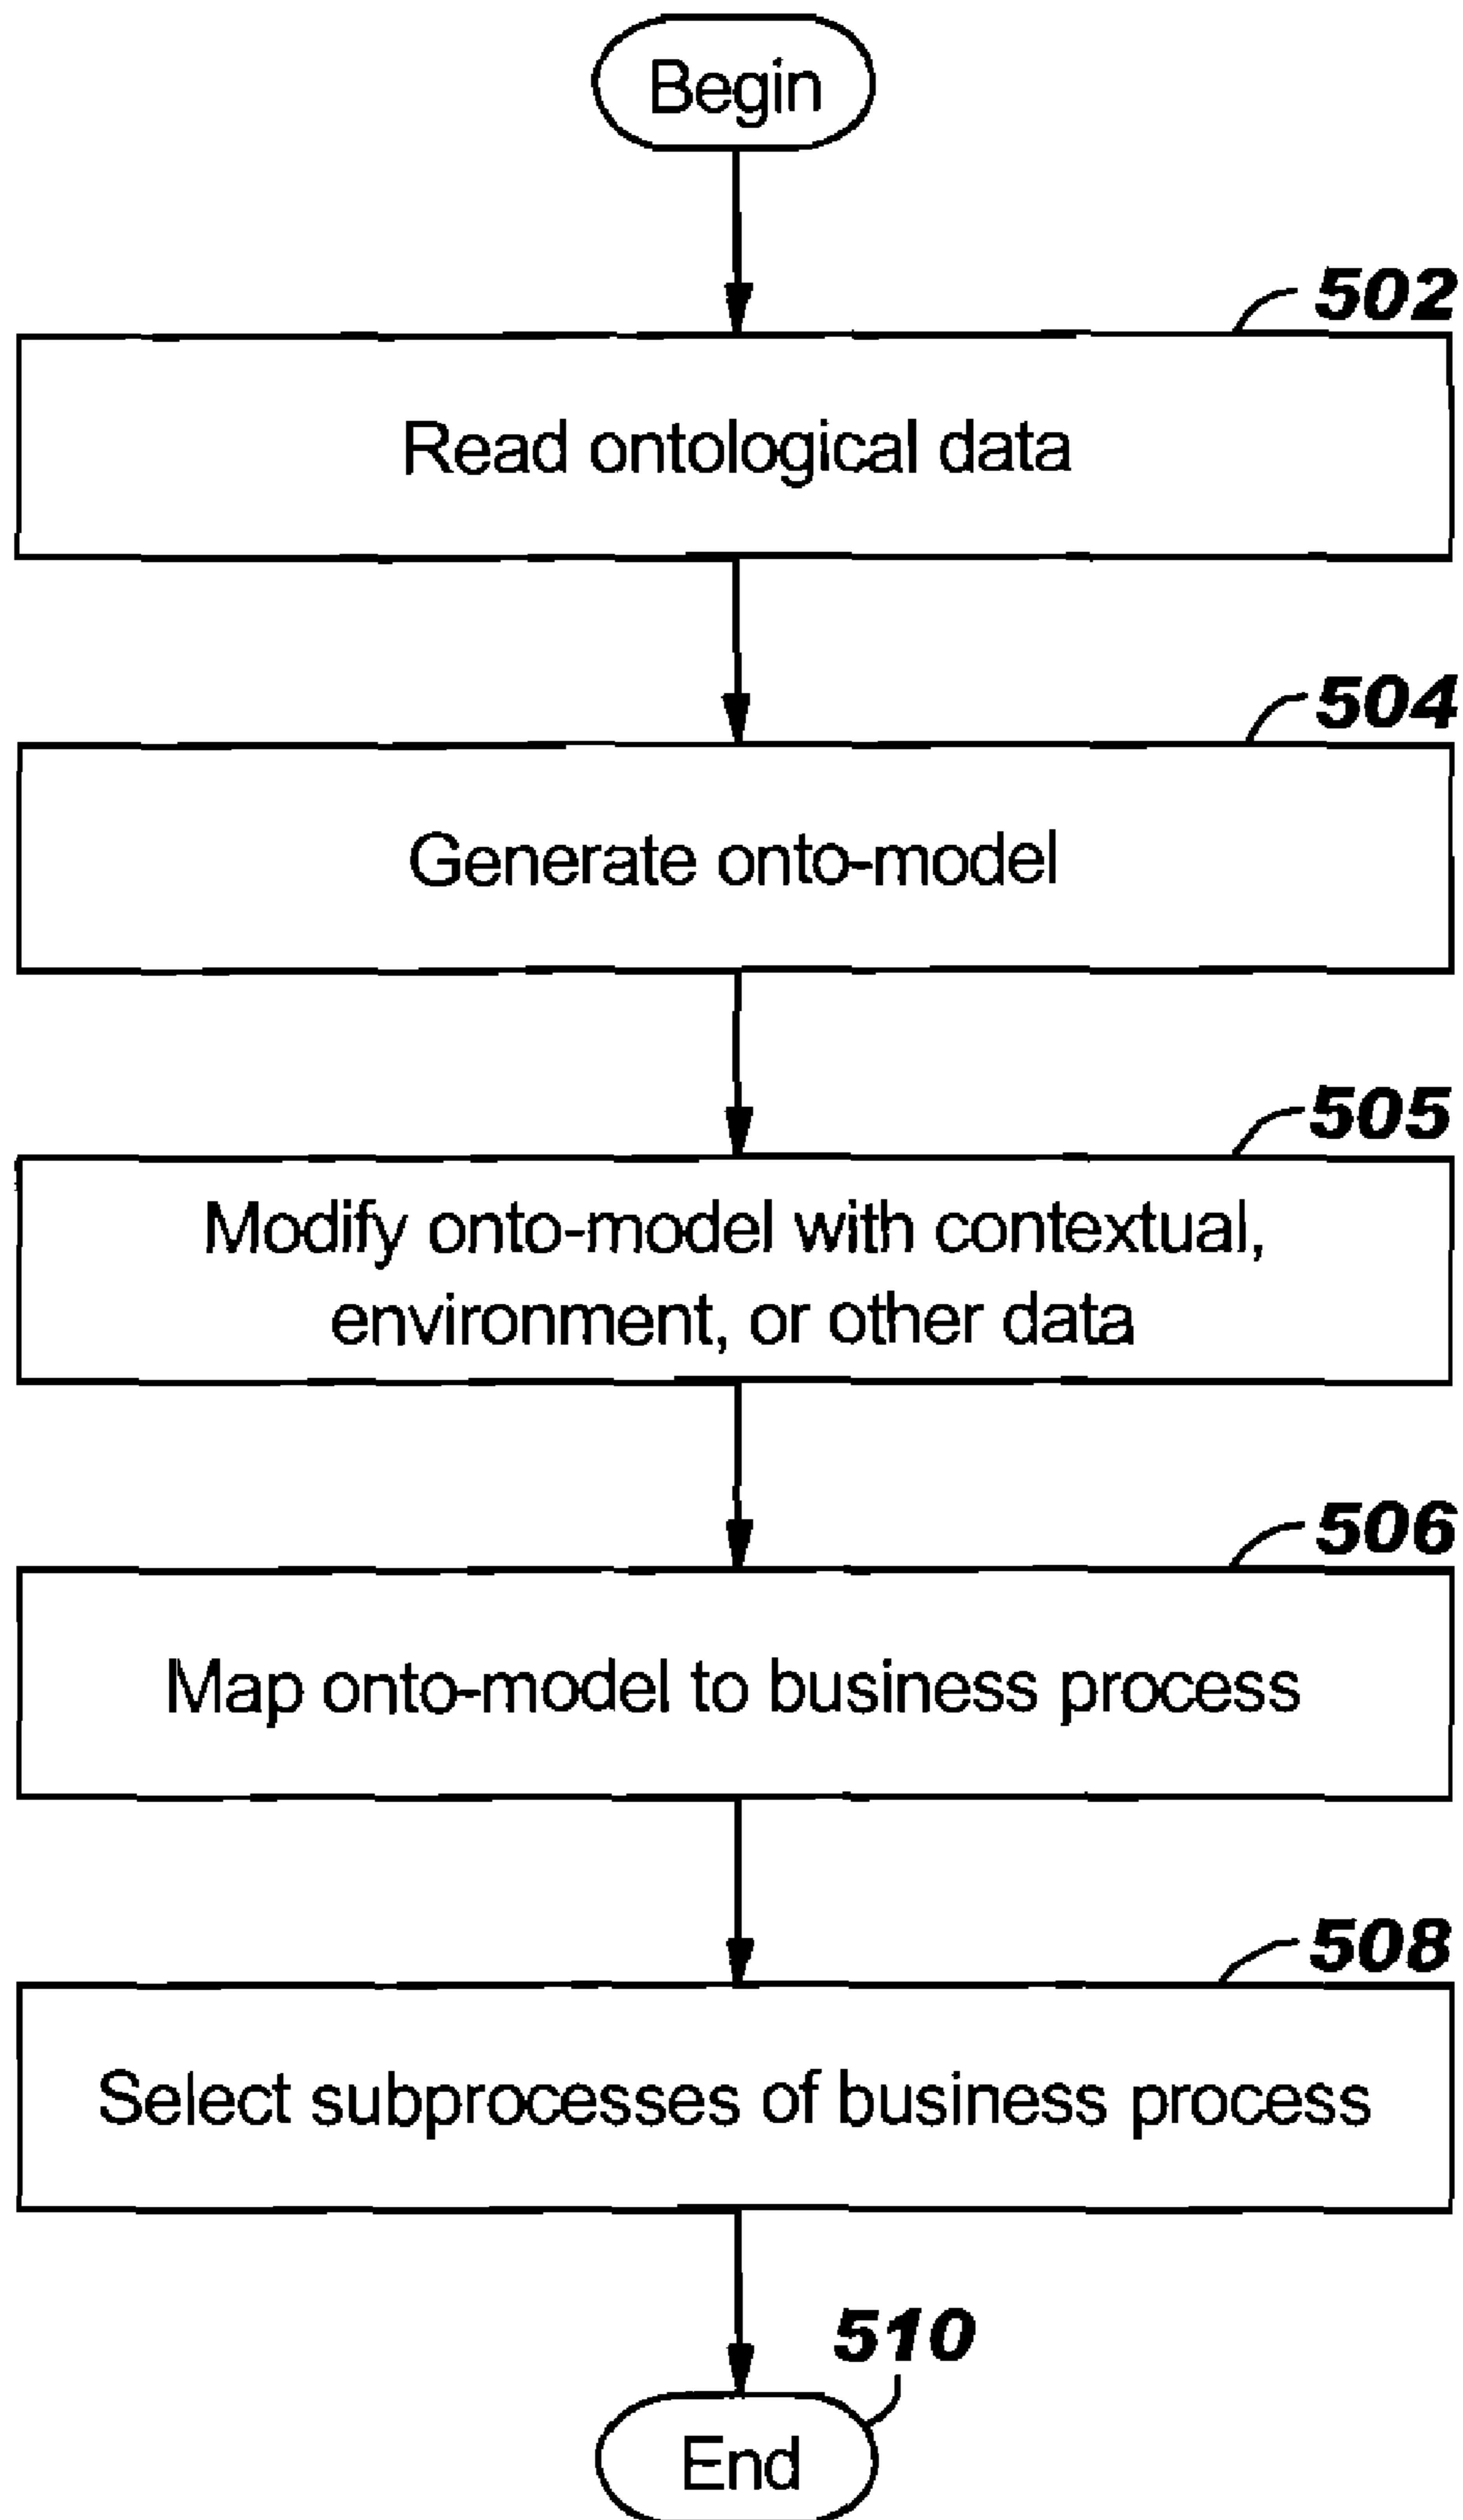 Begin
502
Read ontological data
504
Generate onto-model
505
Modify onto-model with contextual,
environment, or other data
506
Map onto-model to business process
508
Select subprocesses of business process
510
End